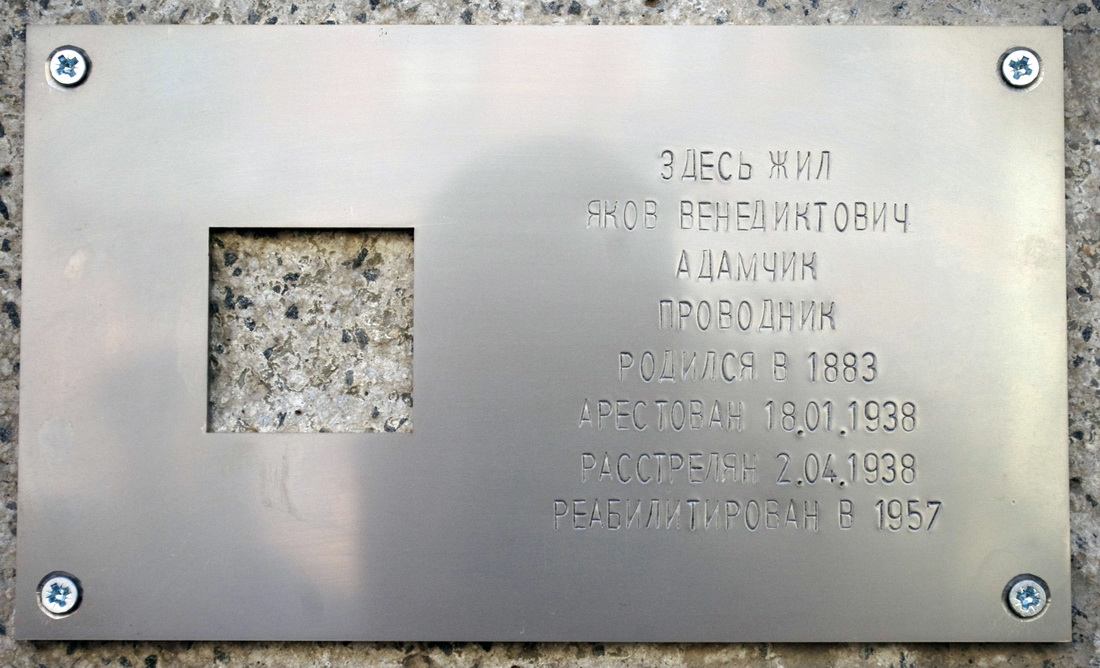 ЗДЕСЬ ЖИЛ
ЯКОВ ВЕНЕДИКТОВИЧ
АДАМЧИК
ПРОВОДНИК
РОДИЛСЯ В 1883
АРЕСТОВАН 18.01.1938
РАССТРЕЛЯН 2.04.1938
РЕАБИЛИТИРОВАН В 1957